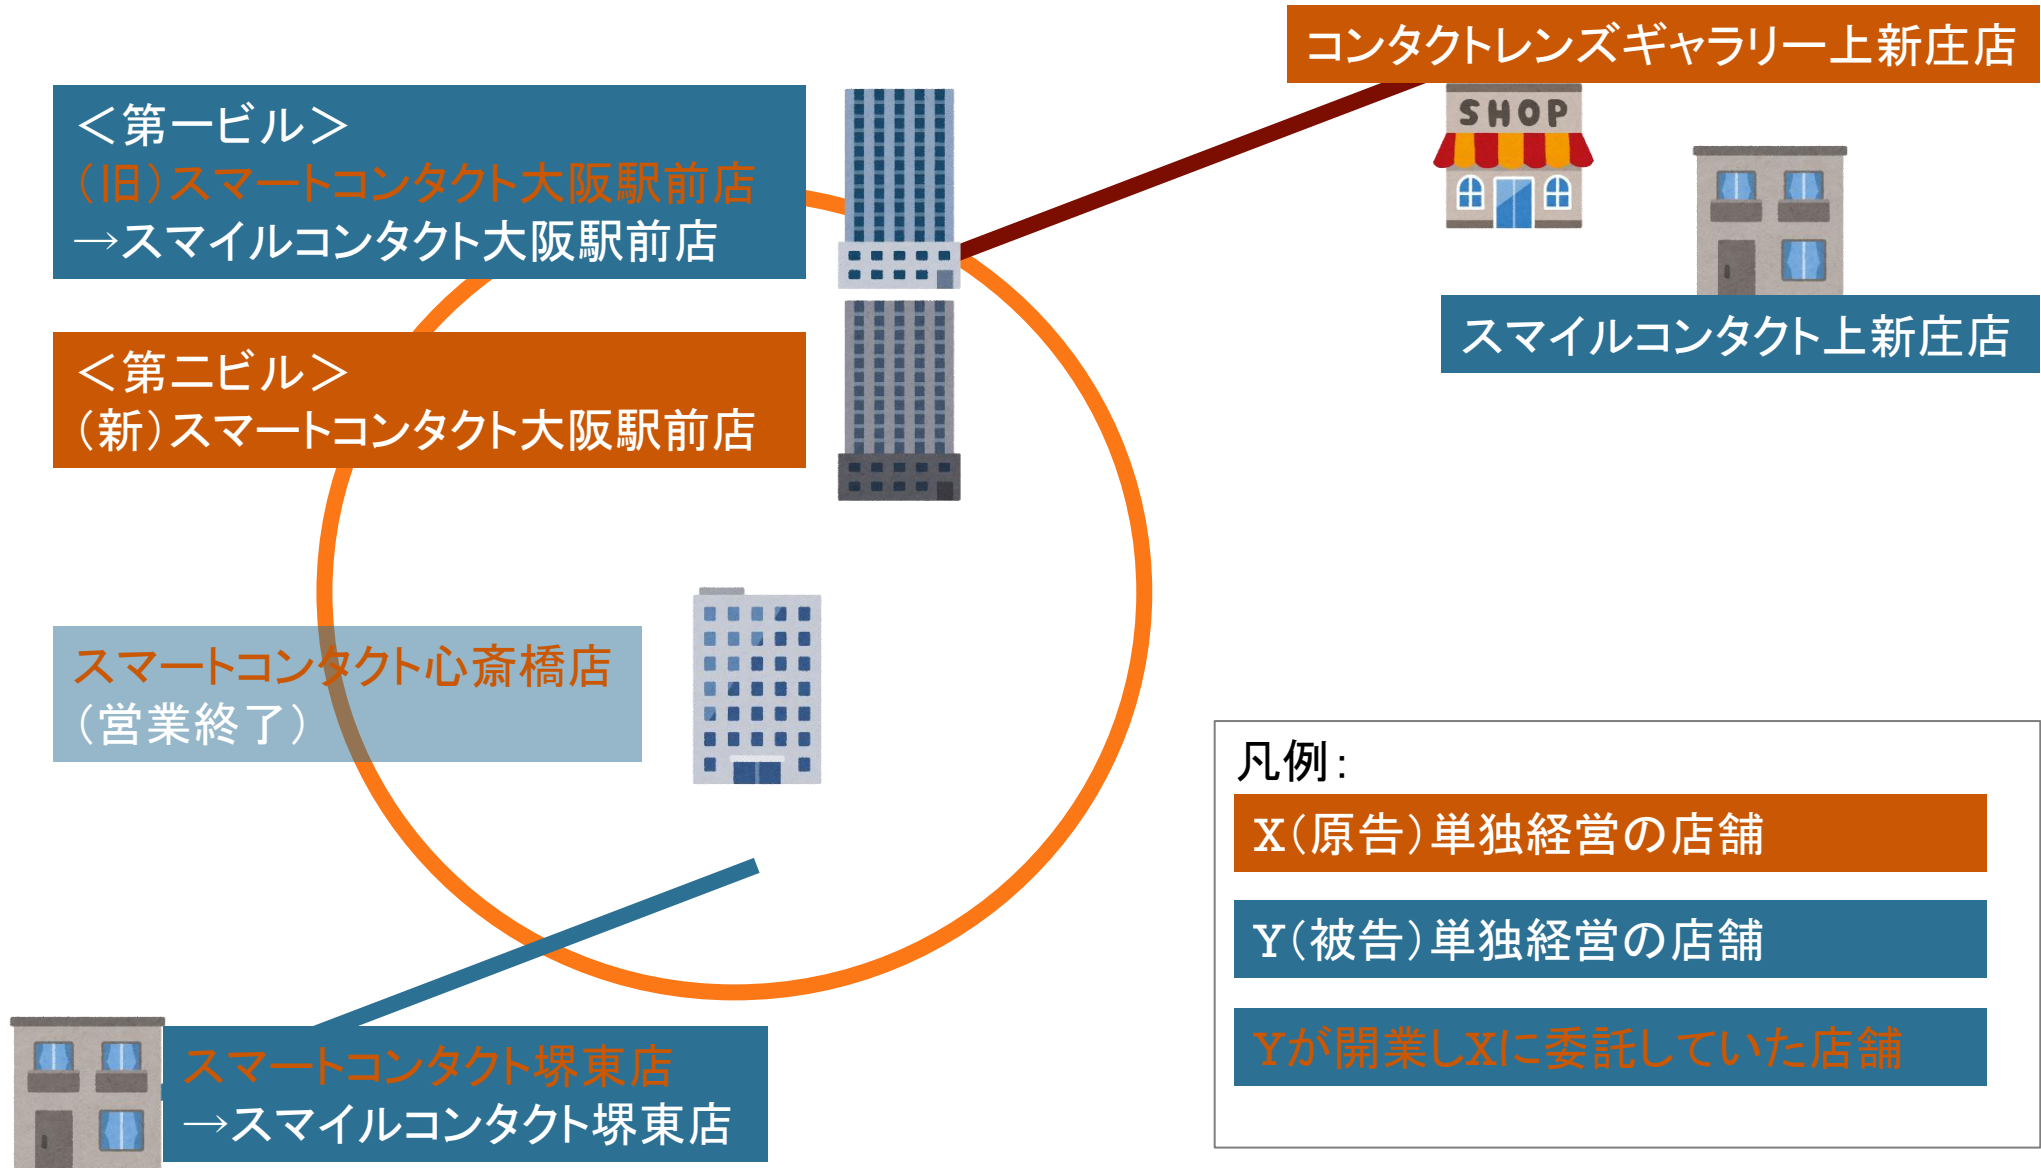 コンタクトレンズギャラリー上新庄店
SHOP
スマイルコンタクト上新庄店
＜第一ビル＞
（旧）スマートコンタクト大阪駅前店
→スマイルコンタクト大阪駅前店
＜第二ビル＞
（新）スマートコンタクト大阪駅前店
スマートコンタクト心斎橋店
（営業終了）
スマートコンタクト堺東店
→スマイルコンタクト堺東店
凡例：
X（原告）単独経営の店舗
Y（被告）単独経営の店舗
Yが開業しXに委託していた店舗